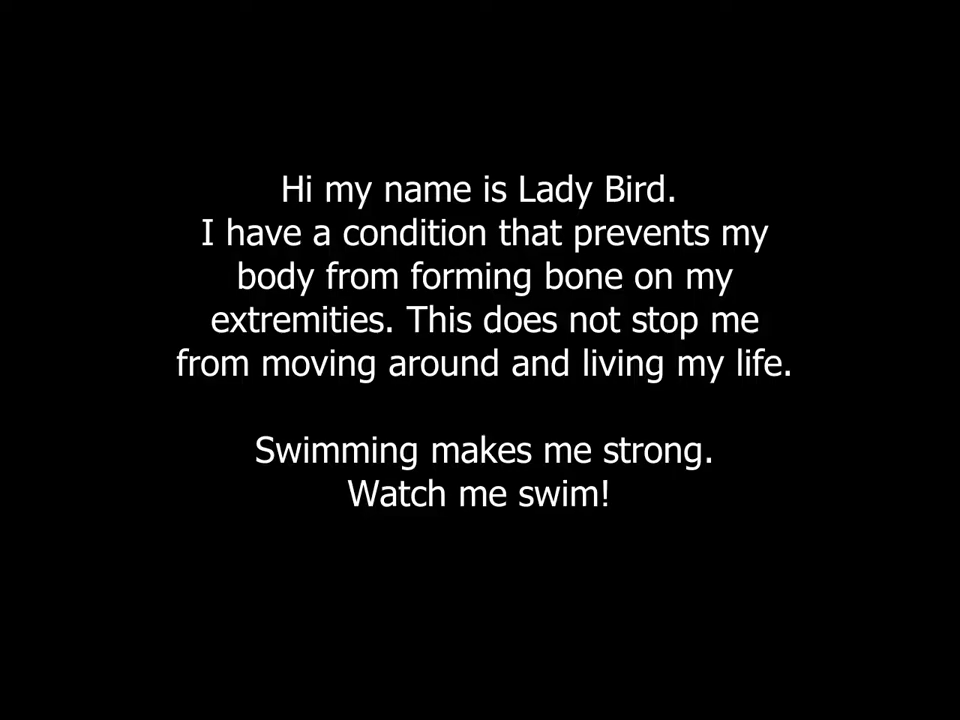 Hi my name is Lady Bird.
I have a condition that prevents my
body from forming bone on my
extremities. This does not stop me
from moving around and living my life.
Swimming makes me strong.
Watch me swim!